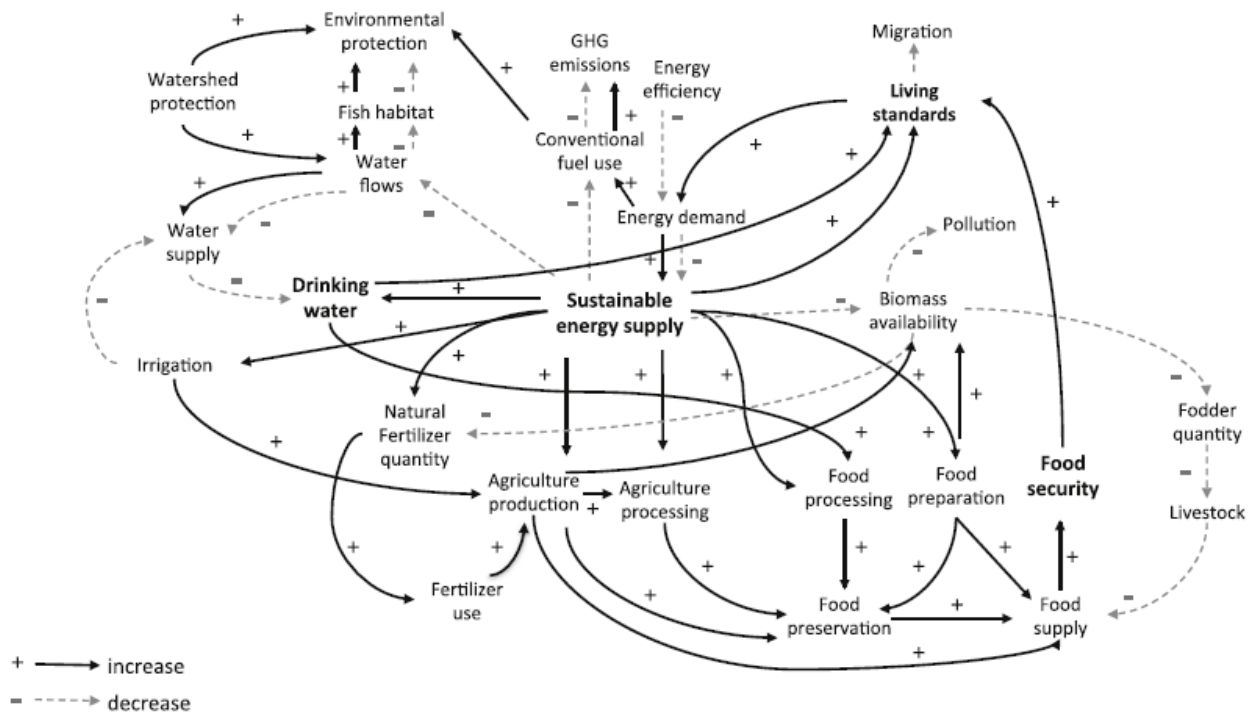 Environmental
protection
GHG
emissions
Energy
efficiency
Migration
Watershed
protection
Fish habitat
Living
standards
Conventional
fuel use
Water
flows
Energy demand
Water
supply
Pollution
Drinking
water
Sustainable
energy supply
Biomass
availability
Irrigation
Natural
Fertilizer
quantity
Fodder
quantity
Agriculture
production
Agriculture
processing
Food
processing
Food
preparation
Food
security
Livestock
Fertilizer
use
Food
preservation
Food
supply
+ increase
- decrease